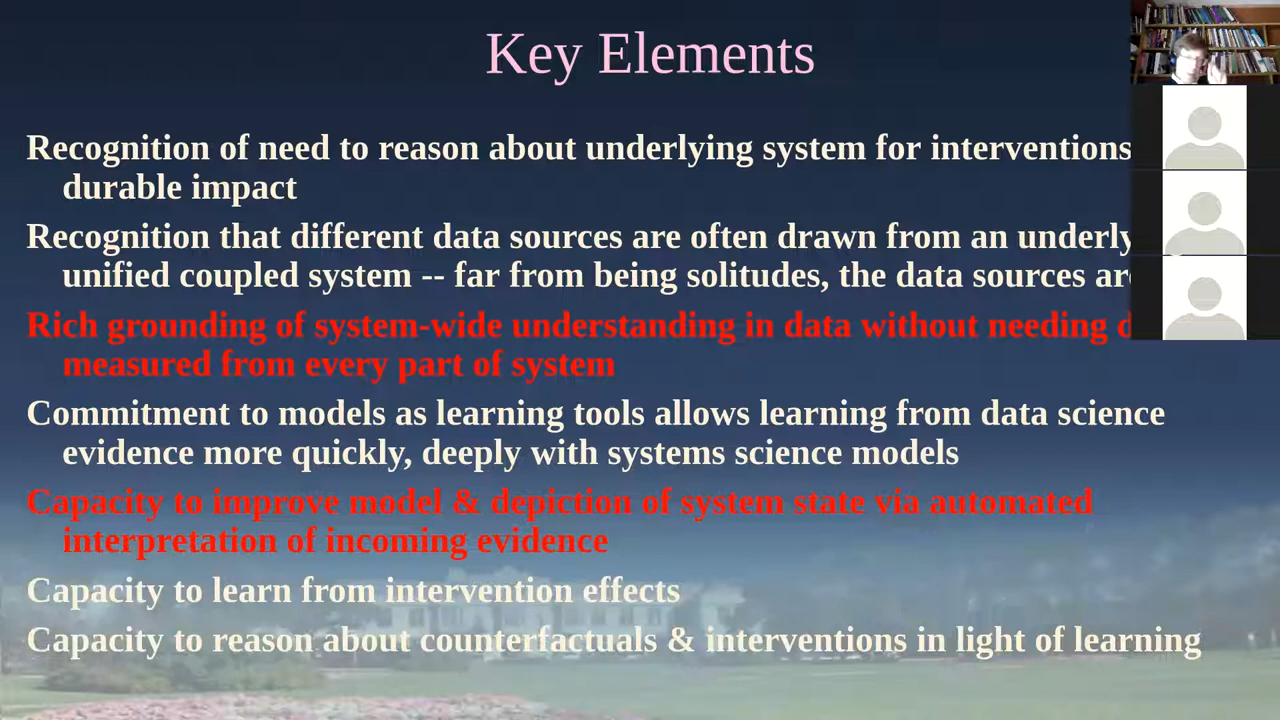 Key Elements
Recognition of need to reason about underlying system for interventions
durable impact
Recognition that different data sources are often drawn from an
unified coupled system -- far from being solitudes, the data sources
Rich grounding of system-wide understanding in data without needing
measured from every part of system
Commitment to models as learning tools allows learning from data science
evidence more quickly, deeply with systems science models
Capacity to improve model & depiction of system state via automated
interpretation of incoming evidence
Capacity to learn from intervention effects
Capacity to reason about counterfactuals & interventions in light of learning